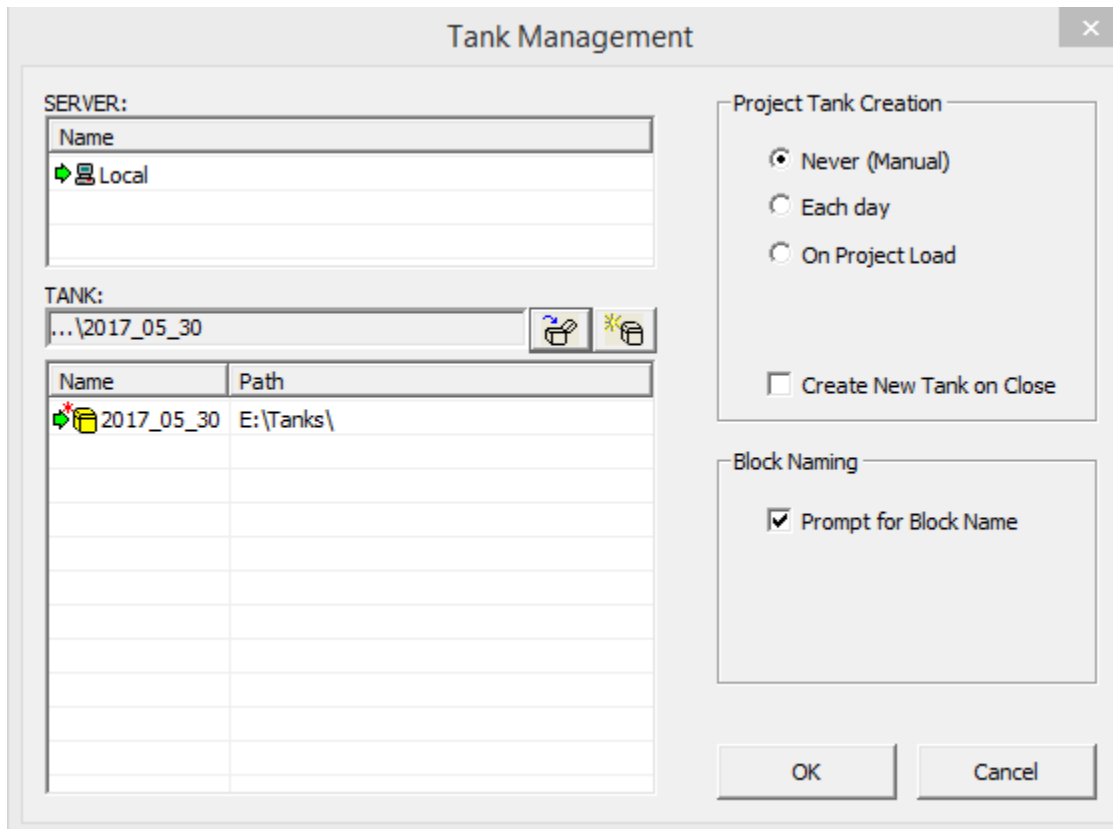 Tank Management
SERVER:
Name
Local
TANK:
...\2017_05_30
Name Path
2017_05_30 E:\Tanks\
Project Tank Creation
Never (Manual)
Each day
On Project Load
Create New Tank on Close
Block Naming
Prompt for Block Name
OK Cancel